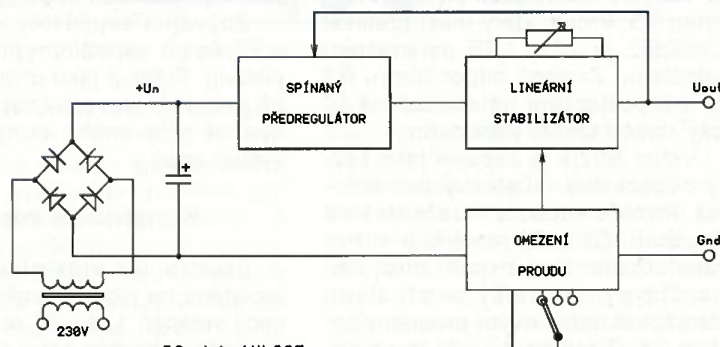 +Un
SPÍNANÝ
PŘEDREGULÁTOR
LINEÁRNÍ
STABILIZÁTOR
Uout
+
OMEZENÍ
PROUDU
Gnd
230V